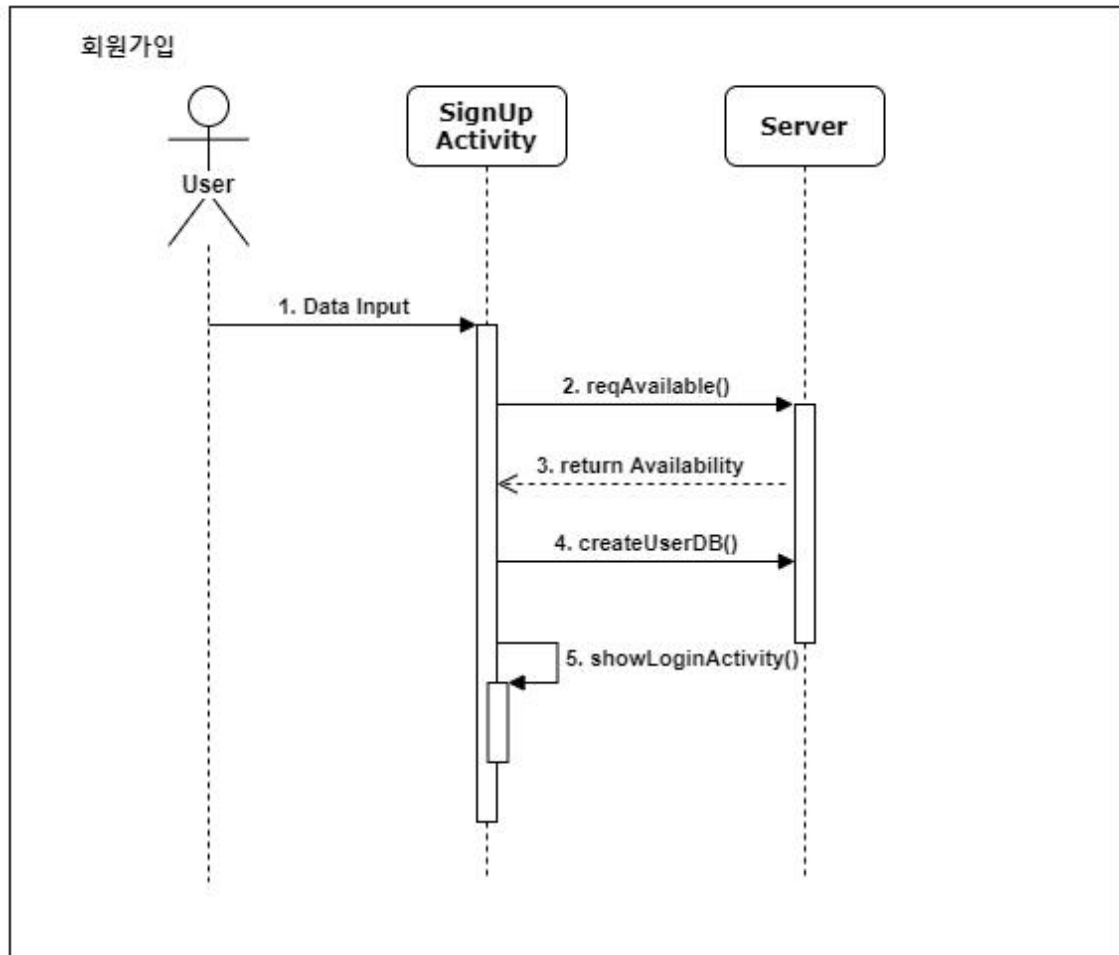 회원가입
SignUp
Activity
Server
User
1. Data Input
2. reqAvailable()
3. return Availability
4. createUserDB()
5. showLoginActivity()